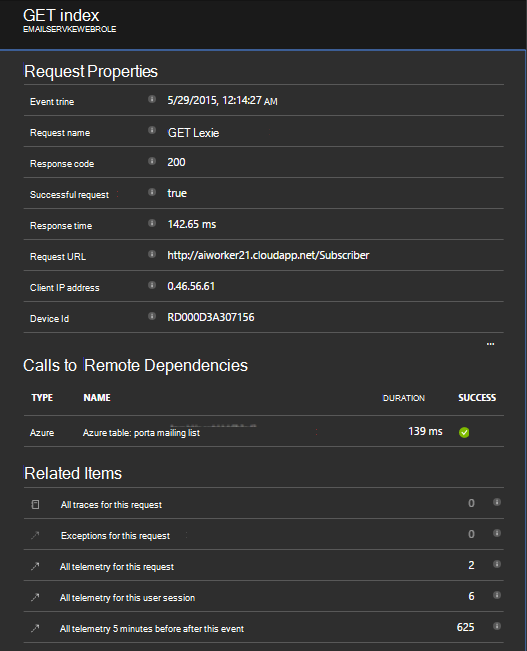 GET index
EMAILSERVKEWEBROLE
Request Properties
Event trine 5/29/2015, 12:14:27 AM
Request name GET Lexie
Response code 200
Successful request true
Response time 142.65 ms
Request URL http://aiworker21.cloudapp.net/Subscriber
Client IP address 0.46.56.61
Device Id RD000D3A307156
...
Calls to Remote Dependencies
TYPE NAME DURATION SUCCESS
Azure Azure table: porta mailing list 139 ms
Related Items
All traces for this request 0
Exceptions for this request 0
All telemetry for this request 2
All telemetry for this user session 6
All telemetry 5 minutes before after this event 625